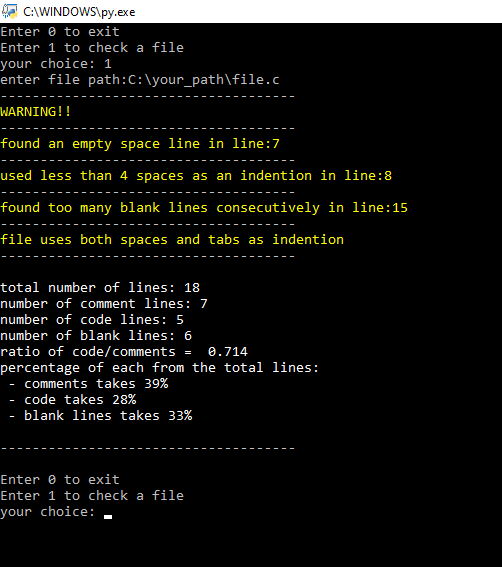 C:\WINDOWS\py.exe
Enter 0 to exit
Enter 1 to check a file
your choice: 1
enter file path:C:\your_path\file.c
-------------------------------------
WARNING!!
-------------------------------------
found an empty space line in line:7
-------------------------------------
used less than 4 spaces as an indention in line:8
-------------------------------------
found too many blank lines consecutively in line:15
-------------------------------------
file uses both spaces and tabs as indention
-------------------------------------
total number of lines: 18
number of comment lines: 7
number of code lines: 5
number of blank lines: 6
ratio of code/comments =  0.714
percentage of each from the total lines:
 - comments takes 39%
 - code takes 28%
 - blank lines takes 33%
-------------------------------------
Enter 0 to exit
Enter 1 to check a file
your choice: